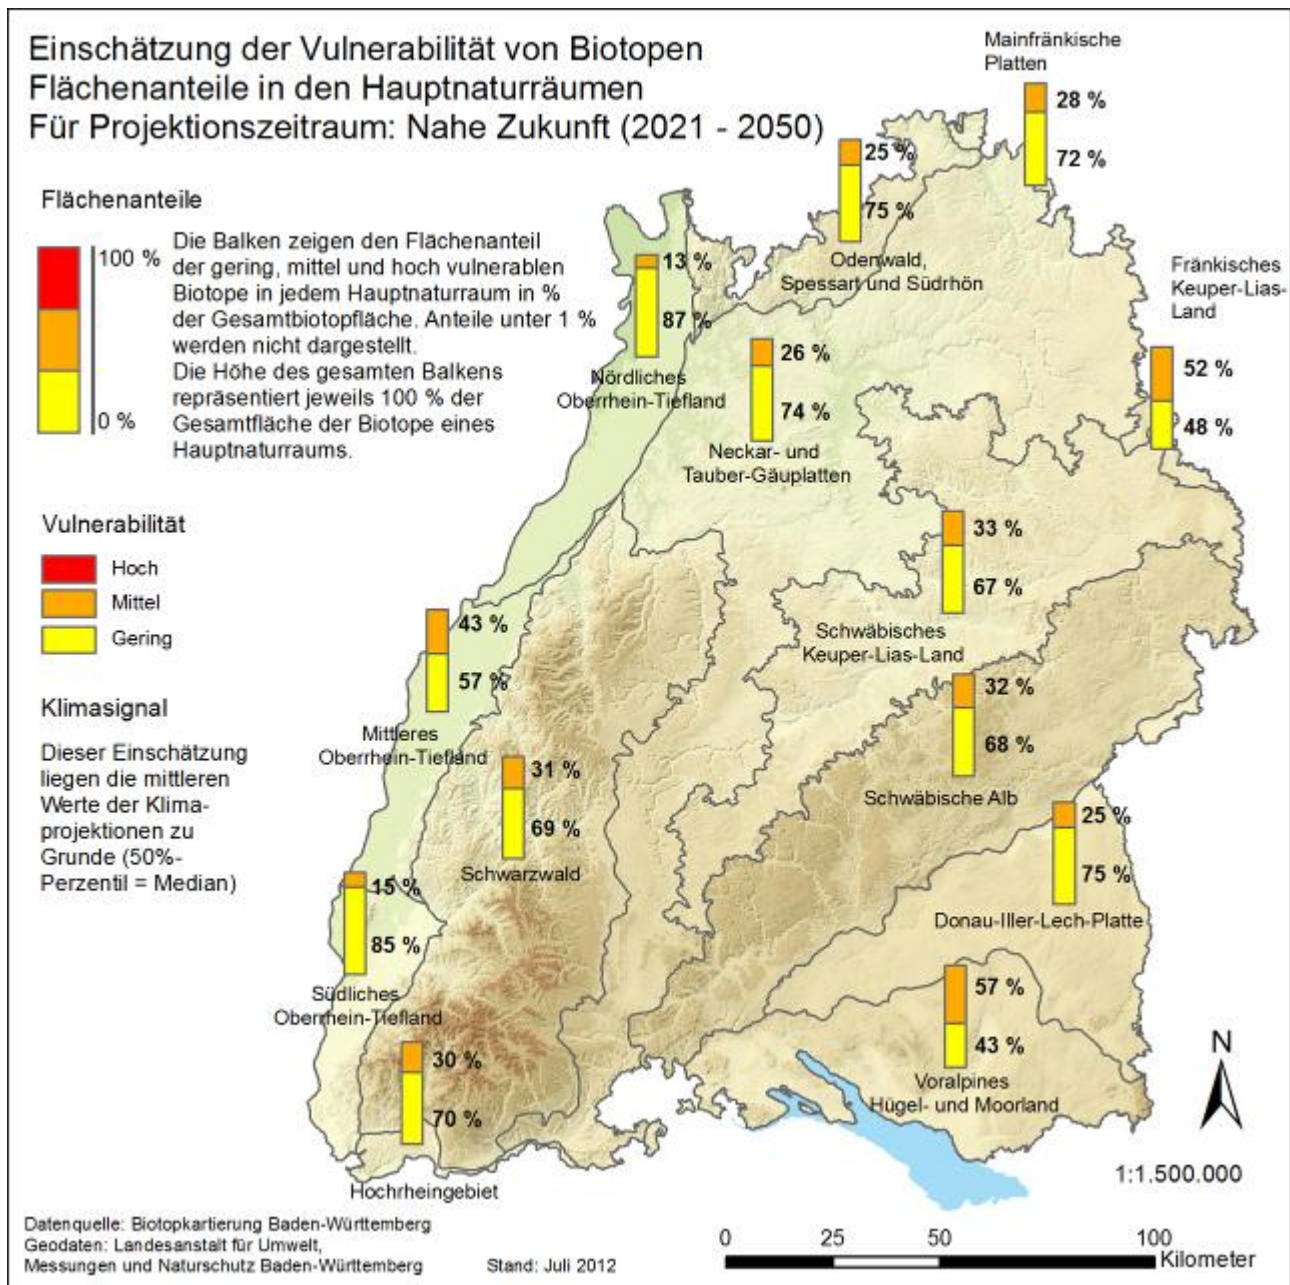 Einschätzung der Vulnerabilität von Biotopen
Flächenanteile in den Hauptnaturräumen
Für Projektionszeitraum: Nahe Zukunft (2021 - 2050)
Flächenanteile
100 %
0 %
Die Balken zeigen den Flächenanteil
der gering, mittel und hoch vulnerablen
Biotope in jedem Hauptnaturraum in %
der Gesamtbiotopfläche. Anteile unter 1 %
werden nicht dargestellt.
Die Höhe des gesamten Balkens
repräsentiert jeweils 100 % der
Gesamtfläche der Biotope eines
Hauptnaturraums.
Vulnerabilität
Hoch
Mittel
Gering
Klimasignal
Dieser Einschätzung
liegen die mittleren
Werte der Klima-
projektionen zu
Grunde (50%-
Perzentil = Median)
Mainfränkische
Platten
28 %
72 %
25 %
75 %
Odenwald,
Spessart und Südrhön
Fränkisches
Keuper-Lias-
Land
52 %
48 %
13 %
87 %
Nördliches
Oberrhein-Tiefland
26 %
74 %
Neckar- und
Tauber-Gäuplatten
33 %
67 %
Schwäbisches
Keuper-Lias-Land
43 %
57 %
Mittleres
Oberrhein-Tiefland
32 %
68 %
Schwäbische Alb
31 %
69 %
Schwarzwald
25 %
75 %
Donau-Iller-Lech-Platte
15 %
85 %
Südliches
Oberrhein-Tiefland
57 %
43 %
Voralpines
Hügel- und Moorland
30 %
70 %
Hochrheingebiet
N
1:1.500.000
0 25 50 100
Kilometer
Datenquelle: Biotopkartierung Baden-Württemberg
Geodaten: Landesanstalt für Umwelt,
Messungen und Naturschutz Baden-Württemberg Stand: Juli 2012